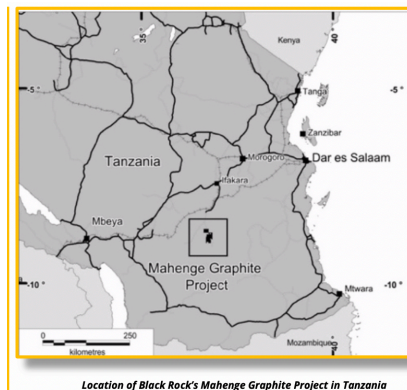 35
40
Kenya
-5
-5 °
Tanga
Zanzibar
Tanzania
Morogoro
Dar es Salaam
Ifakara
Mbeya
Mahenge Graphite
Project
-10
-10 °
Mtwara
0 250
kilometres
Mozambique
40
Location of Black Rock's Mahenge Graphite Project in Tanzania